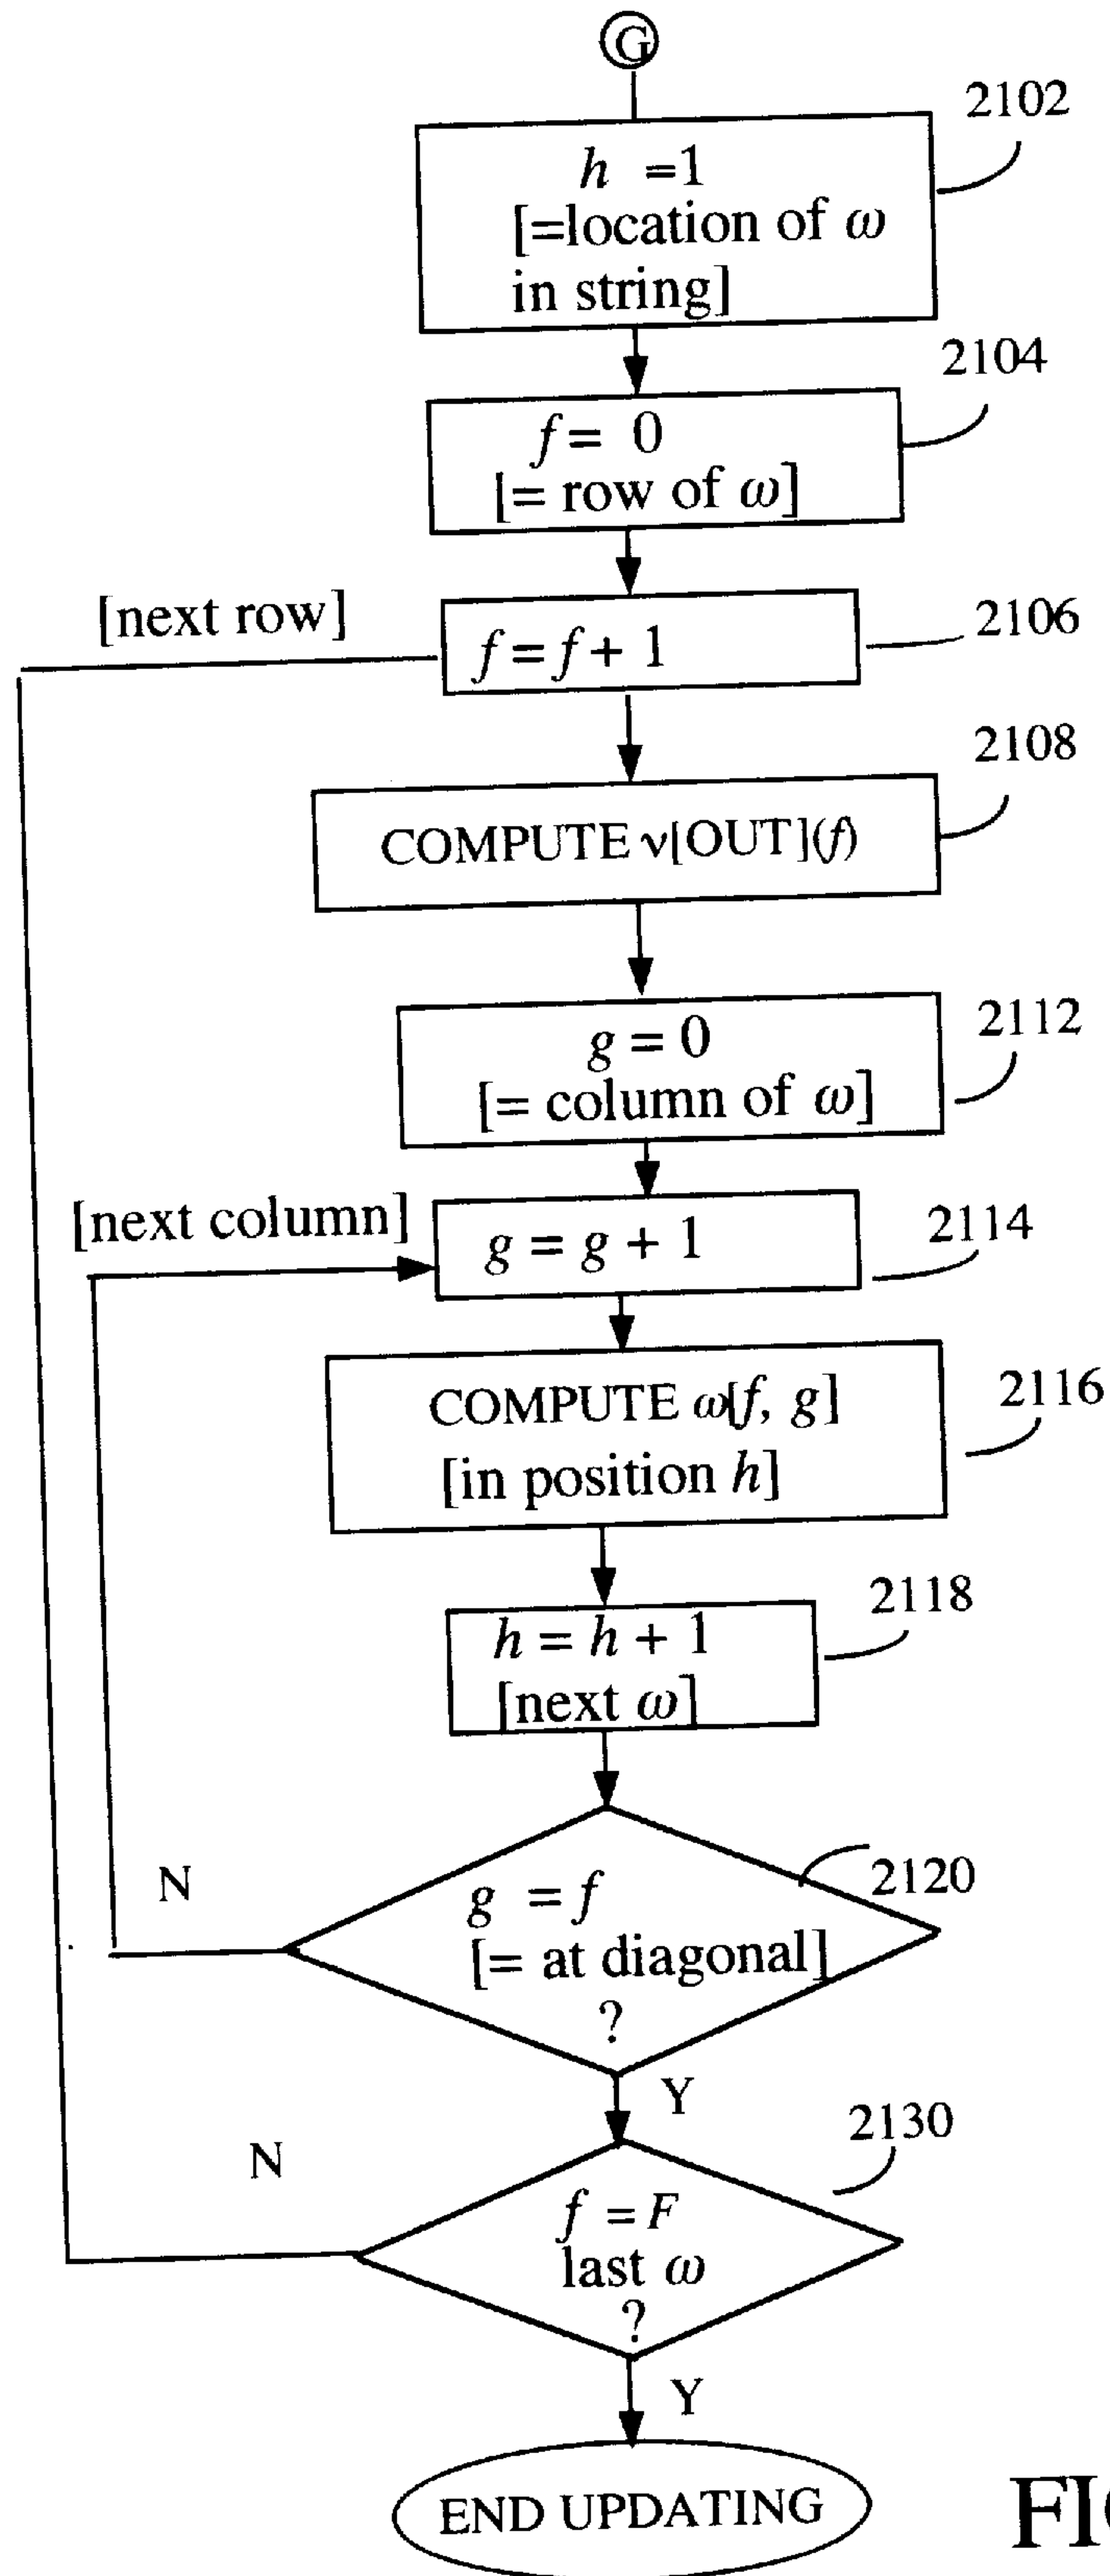 G
2102
h =1
[=location of ω
in string]
2104
f = 0
[= row of ω]
[next row]
2106
f = f + 1
2108
COMPUTE ν[OUT](f)
2112
g = 0
[= column of ω]
[next column]
2114
g = g + 1
2116
COMPUTE ω[f, g]
[in position h]
2118
h = h + 1
[next ω]
N
2120
g = f
[= at diagonal]
?
Y
2130
N
f = F
last ω
?
Y
END UPDATING